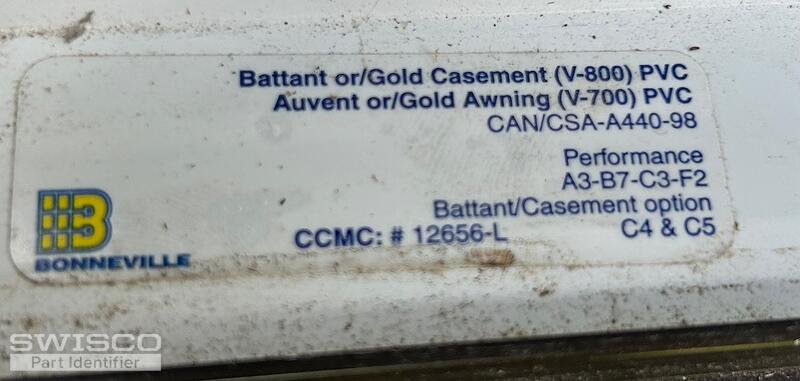 Battant or/Gold Casement (V-800) PVC
Auvent or/Gold Awning (V-700) PVC
CAN/CSA-A440-98
Performance
A3-B7-C3-F2
Battant/Casement option
C4 & C5
CCMC: # 12656-L
B
BONNEVILLE
SWISCO
Part Identifier